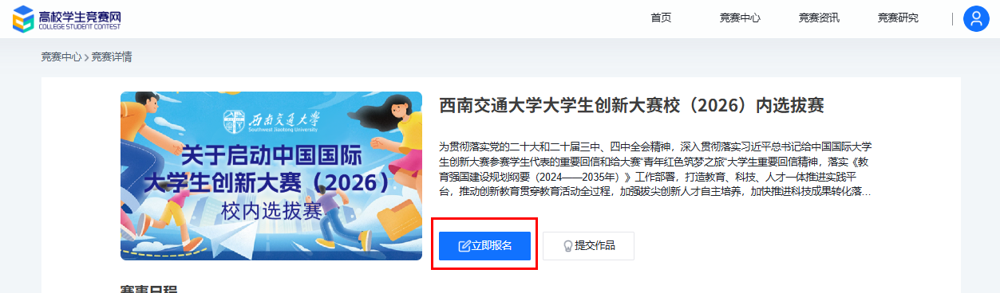 高校学生竞赛网
COLLEGE STUDENT CONTEST
首页 竞赛中心 竞赛资讯 竞赛研究
竞赛中心 > 竞赛详情
西南交通大学
Southwest Jiaotong University
关于启动中国国际
大学生创新大赛（2026）
校内选拔赛
西南交通大学大学生创新大赛校（2026）内选拔赛
为贯彻落实党的二十大和二十届三中、四中全会精神，深入贯彻落实习近平总书记给中国国际大学
生创新大赛参赛学生代表的重要回信和给大赛“青年红色筑梦之旅”大学生重要回信精神，落实《教
育强国建设规划纲要（2024——2035年）》工作部署，打造教育、科技、人才一体推进实践平
台，推动创新教育贯穿教育活动全过程，加强拔尖创新人才自主培养，加快推进科技成果转化落...
立即报名 提交作品
赛事日程